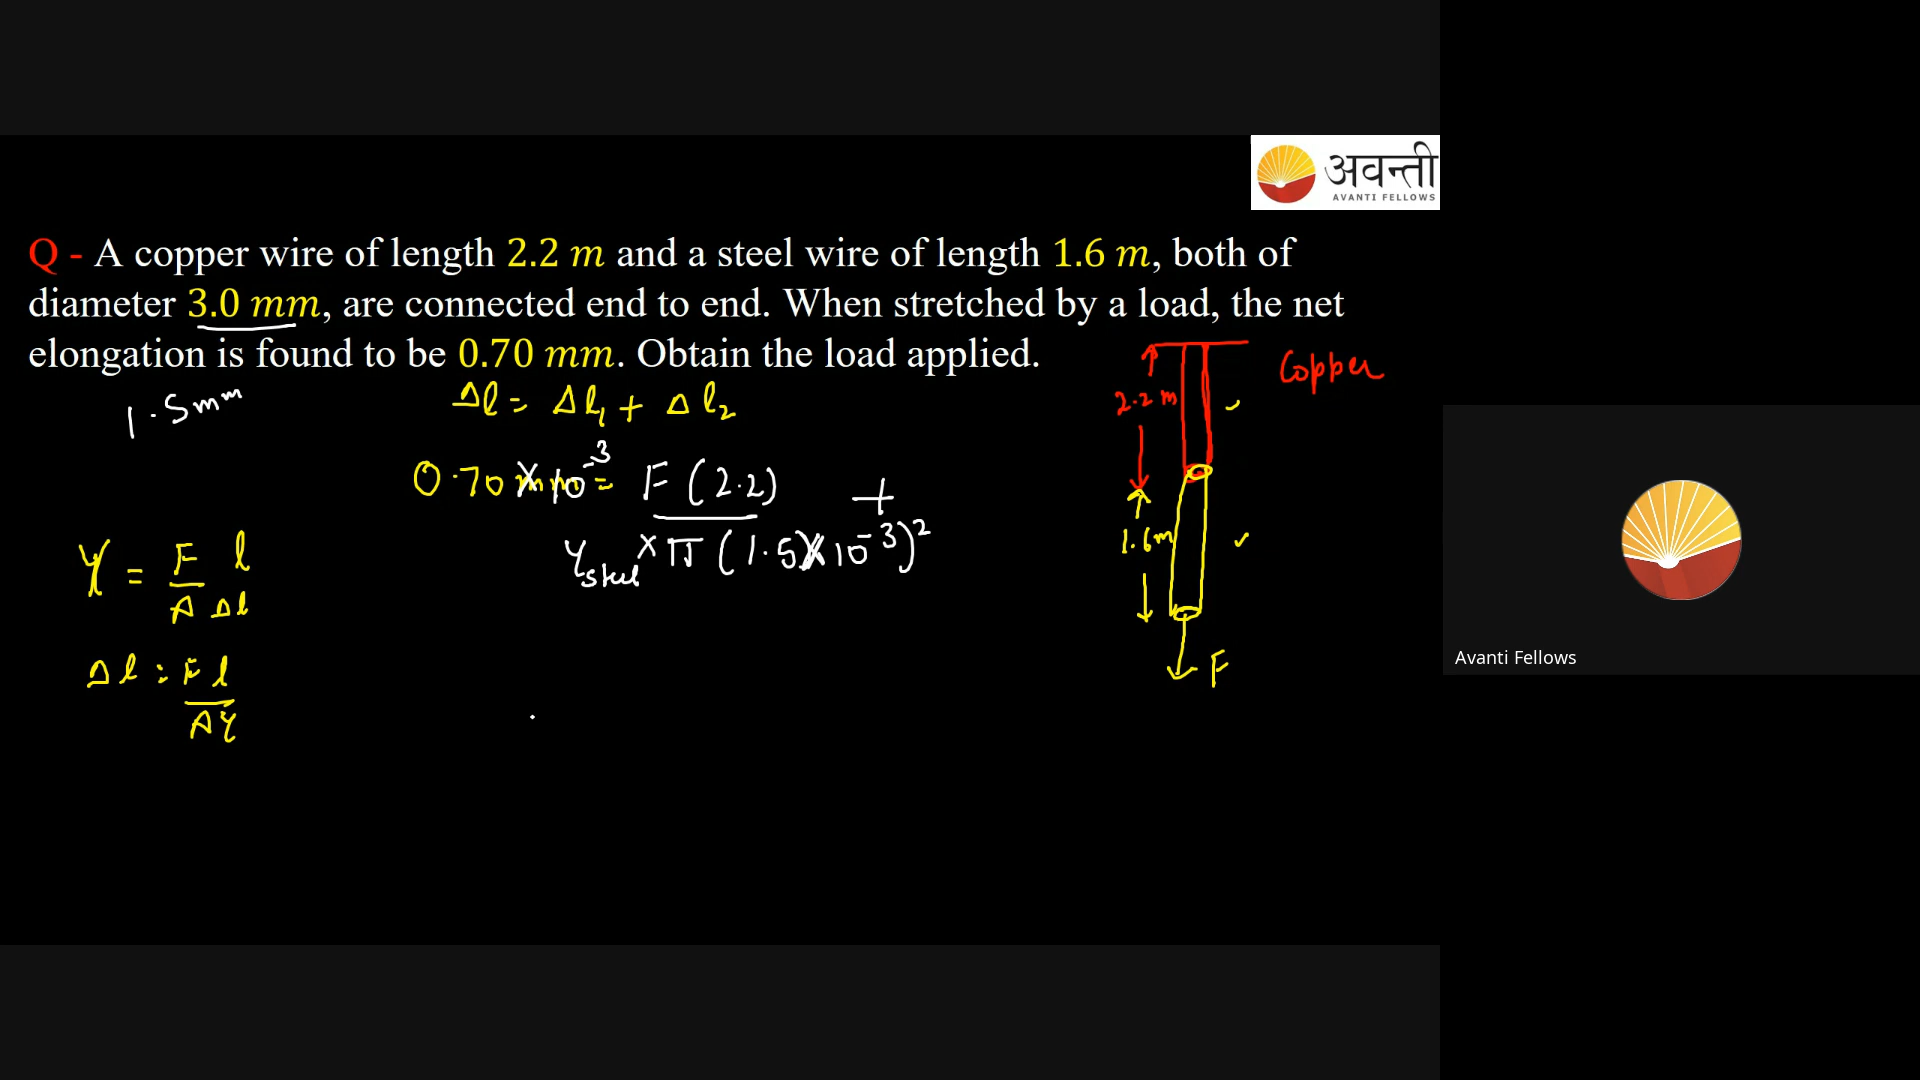 अवन्ती
AVANTI FELLOWS
Q - A copper wire of length 2.2 m and a steel wire of length 1.6 m, both of
diameter 3.0 mm, are connected end to end. When stretched by a load, the net
elongation is found to be 0.70 mm. Obtain the load applied.
1.5mm
Δl = Δl₁ + Δl₂
Copper
2.2 m
0.70 × 10⁻³ = F (2.2) +
Y steel × π (1.5 × 10⁻³)²
1.6m
Y = F l
A Δl
Δl = F l
AY
F
Avanti Fellows